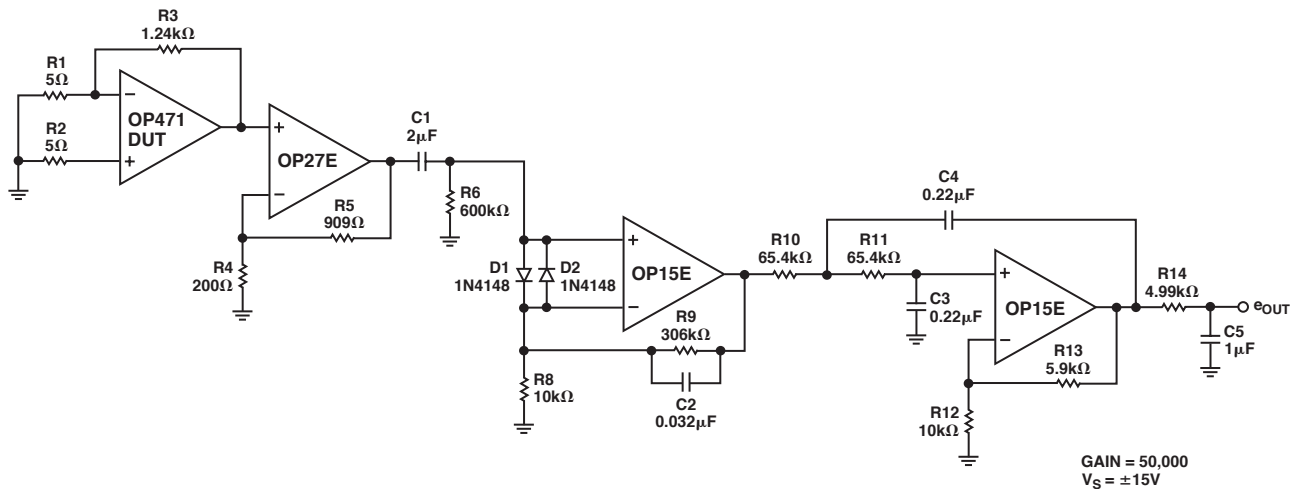 R3
1.24kΩ
R1
5Ω
−
OP471
DUT
R2
5Ω
+
+
OP27E
−
R5
909Ω
R4
200Ω
C1
2μF
R6
600kΩ
D1
1N4148
D2
1N4148
+
OP15E
−
R9
306kΩ
C2
0.032μF
R8
10kΩ
C4
0.22μF
R10
65.4kΩ
R11
65.4kΩ
C3
0.22μF
+
OP15E
−
R13
5.9kΩ
R12
10kΩ
R14
4.99kΩ
eOUT
C5
1μF
GAIN = 50,000
VS = ±15V